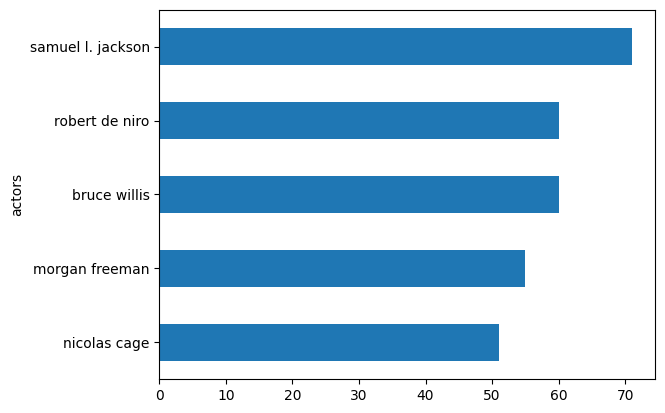 samuel l. jackson
robert de niro
bruce willis
morgan freeman
nicolas cage
actors
0 10 20 30 40 50 60 70